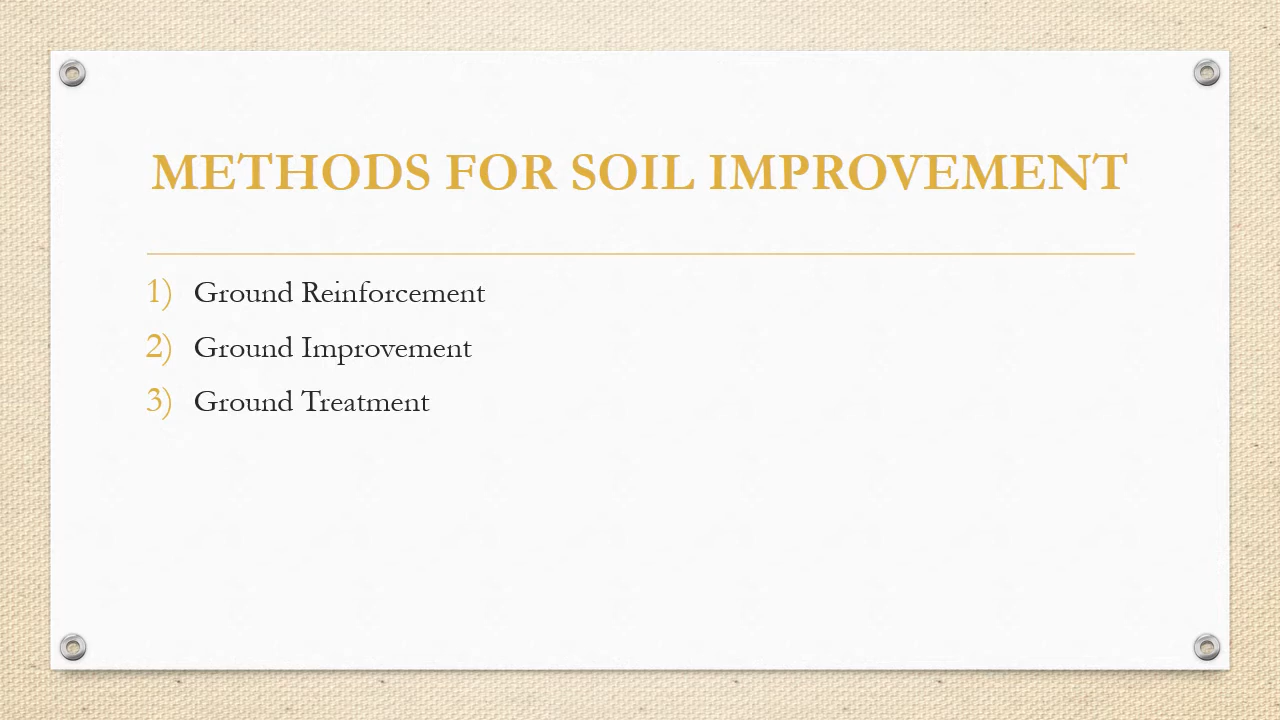 METHODS FOR SOIL IMPROVEMENT
1) Ground Reinforcement
2) Ground Improvement
3) Ground Treatment